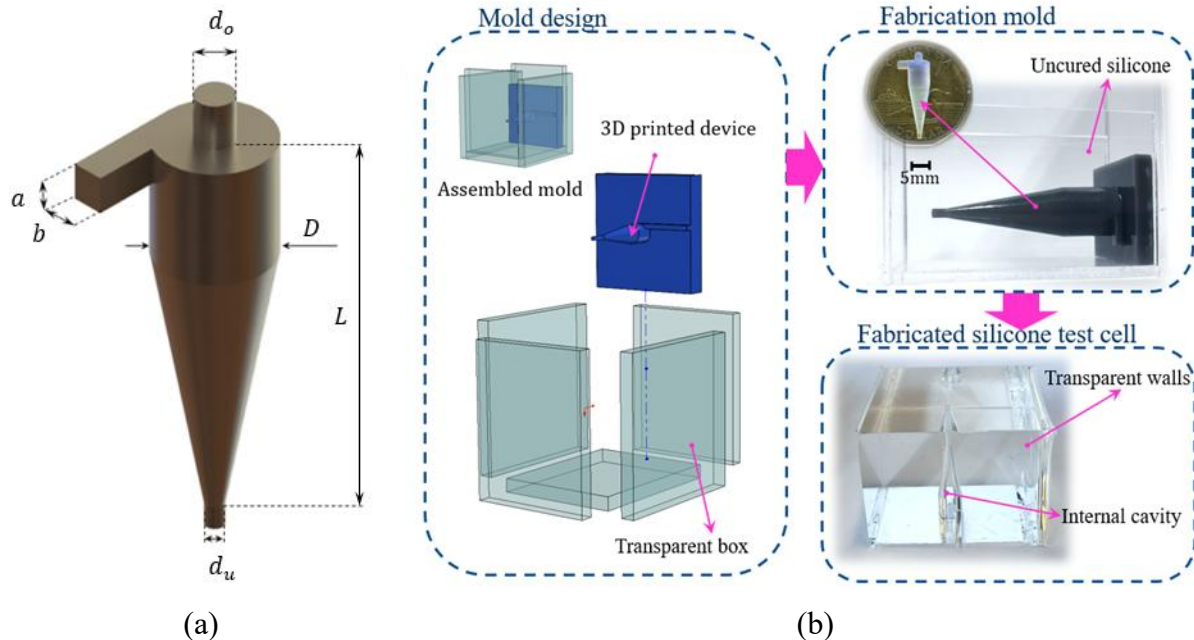 d_o
a
b
D
L
d_u
(a)
Mold design
3D printed device
Assembled mold
Transparent box
Fabrication mold
Uncured silicone
5mm
Fabricated silicone test cell
Transparent walls
Internal cavity
(b)